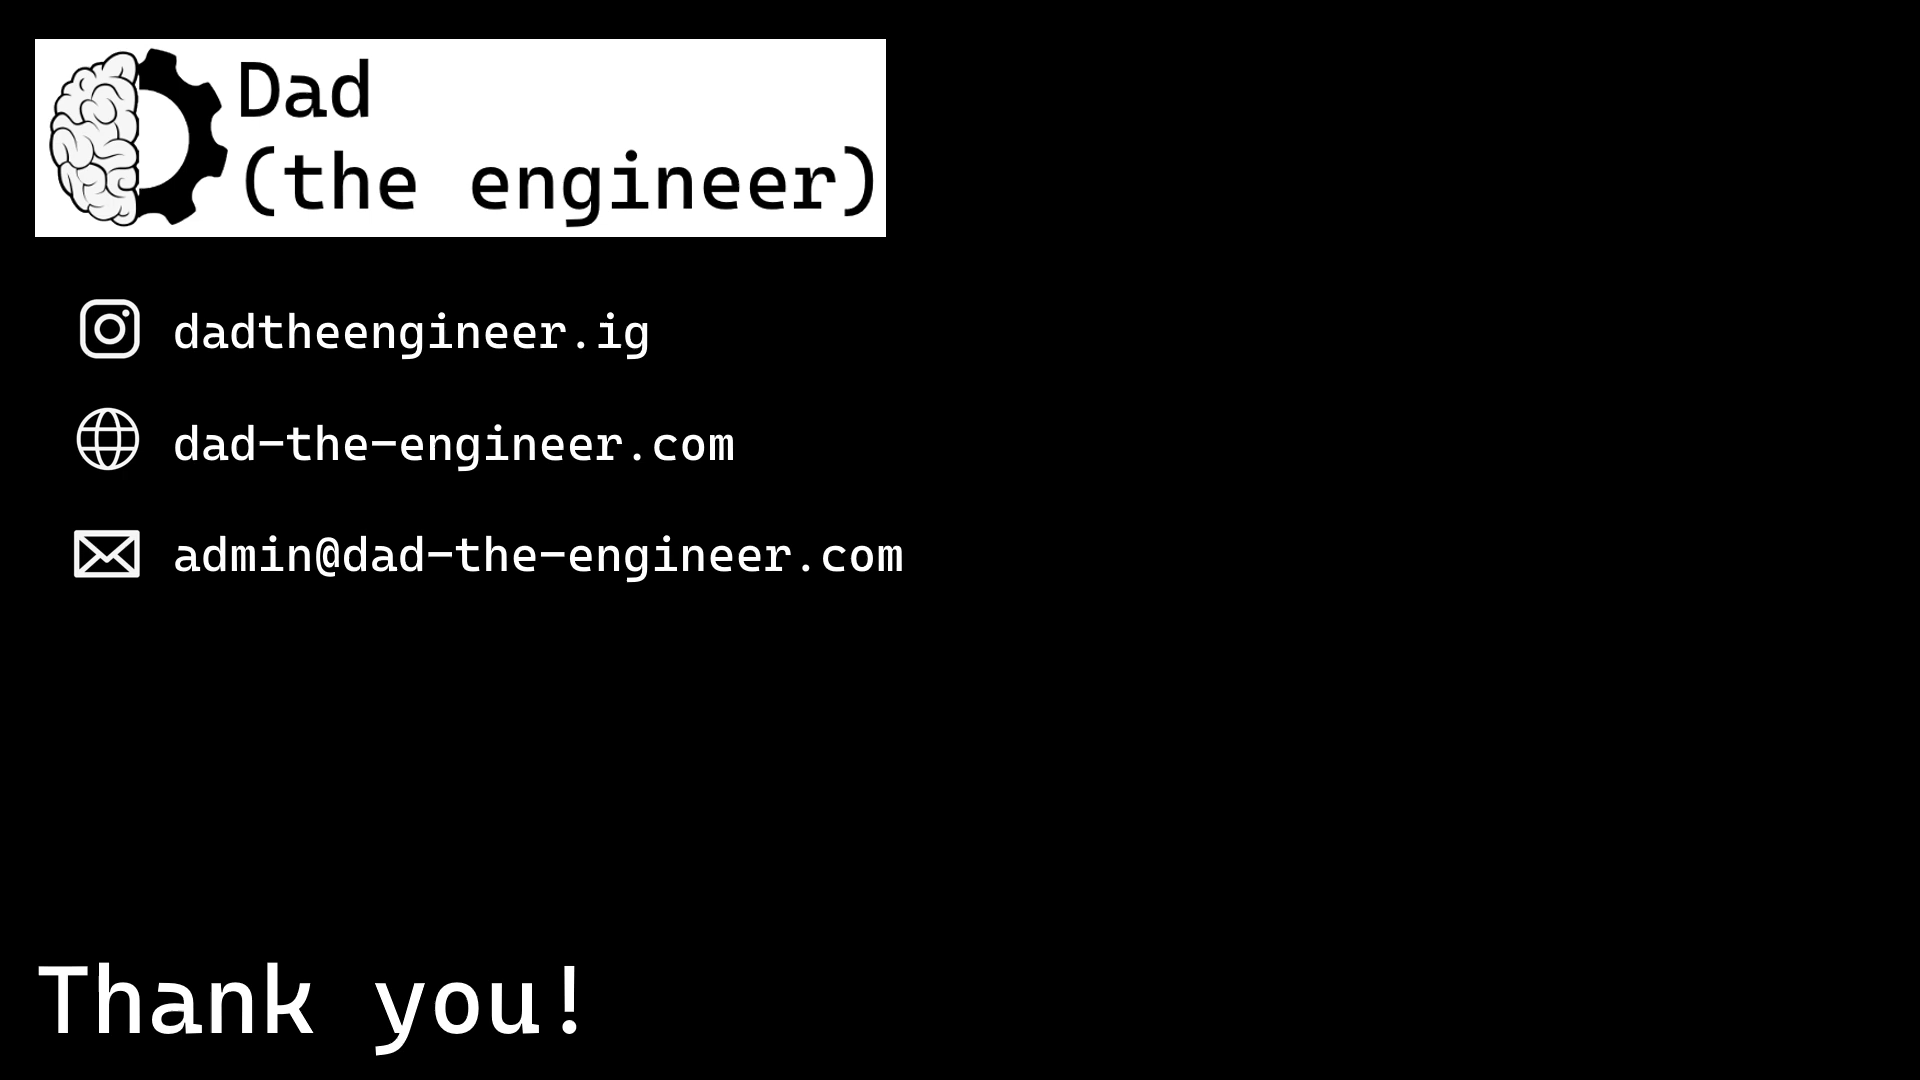 Dad
(the engineer)
dadtheengineer.ig
dad-the-engineer.com
admin@dad-the-engineer.com
Thank you!